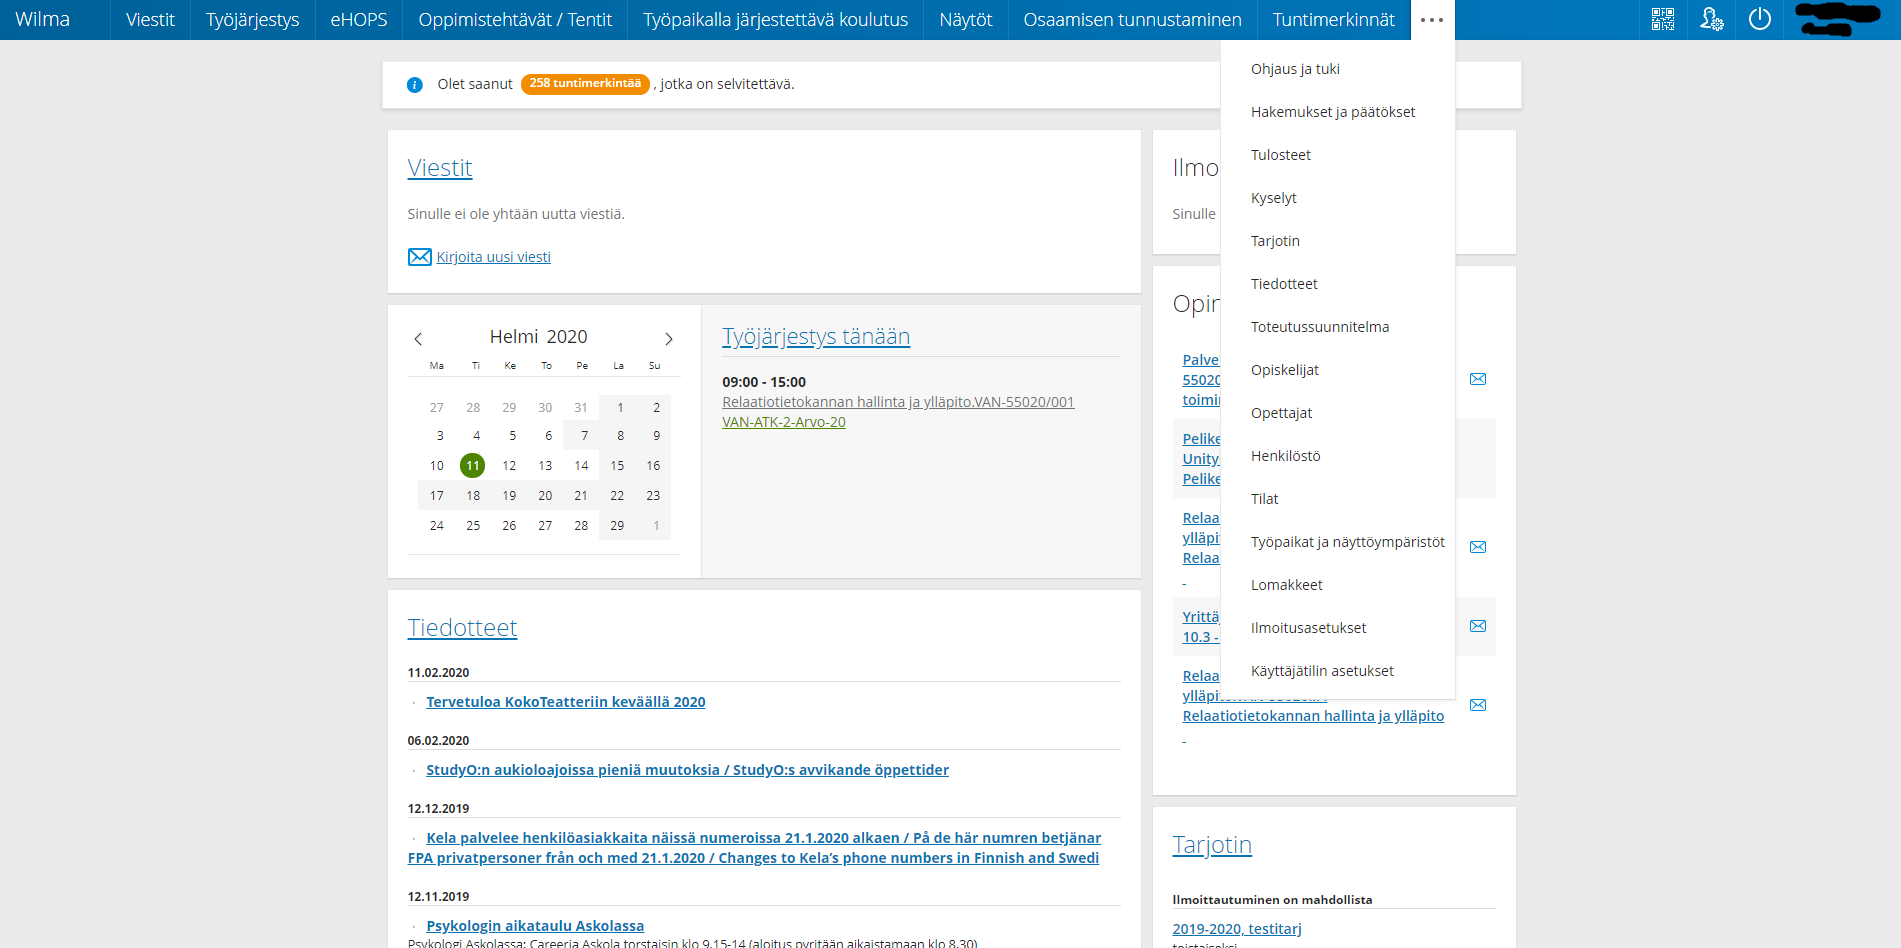 Wilma
Viestit
Työjärjestys
eHOPS
Oppimistehtävät / Tentit
Työpaikalla järjestettävä koulutus
Näytöt
Osaamisen tunnustaminen
Tuntimerkinnät
Ohjaus ja tuki
Hakemukset ja päätökset
Tulosteet
Kyselyt
Tarjotin
Tiedotteet
Toteutussuunnitelma
Opiskelijat
Opettajat
Henkilöstö
Tilat
Työpaikat ja näyttöympäristöt
Lomakkeet
Ilmoitusasetukset
Käyttäjätilin asetukset
Olet saanut 258 tuntimerkintää , jotka on selvitettävä.
Viestit
Sinulle ei ole yhtään uutta viestiä.
Kirjoita uusi viesti
Helmi 2020
Ma Ti Ke To Pe La Su
27 28 29 30 31 1 2
3 4 5 6 7 8 9
10 11 12 13 14 15 16
17 18 19 20 21 22 23
24 25 26 27 28 29 1
Työjärjestys tänään
09:00 - 15:00
Relaatiotietokannan hallinta ja ylläpito.VAN-55020/001
VAN-ATK-2-Arvo-20
Tiedotteet
11.02.2020
Tervetuloa KokoTeatteriin keväällä 2020
06.02.2020
StudyO:n aukioloajoissa pieniä muutoksia / StudyO:s avvikande öppettider
12.12.2019
Kela palvelee henkilöasiakkaita näissä numeroissa 21.1.2020 alkaen / På de här numren betjänar
FPA privatpersoner från och med 21.1.2020 / Changes to Kela’s phone numbers in Finnish and Swedi
12.11.2019
Psykologin aikataulu Askolassa
Psykologi Askolassa: Careeria Askola torstaisin klo 9.15-14 (aloitus pyritään aikaistamaan klo 8.30)
Ilmo
Sinulle
Opin
Palve
55020
toimin
Pelike
Unity
Pelike
Relaa
ylläpi
Relaa
-
Yrittäj
10.3 -
Relaa
Relaatiotietokannan hallinta ja ylläpito
-
Tarjotin
Ilmoittautuminen on mahdollista
2019-2020, testitarj
toistaiseksi